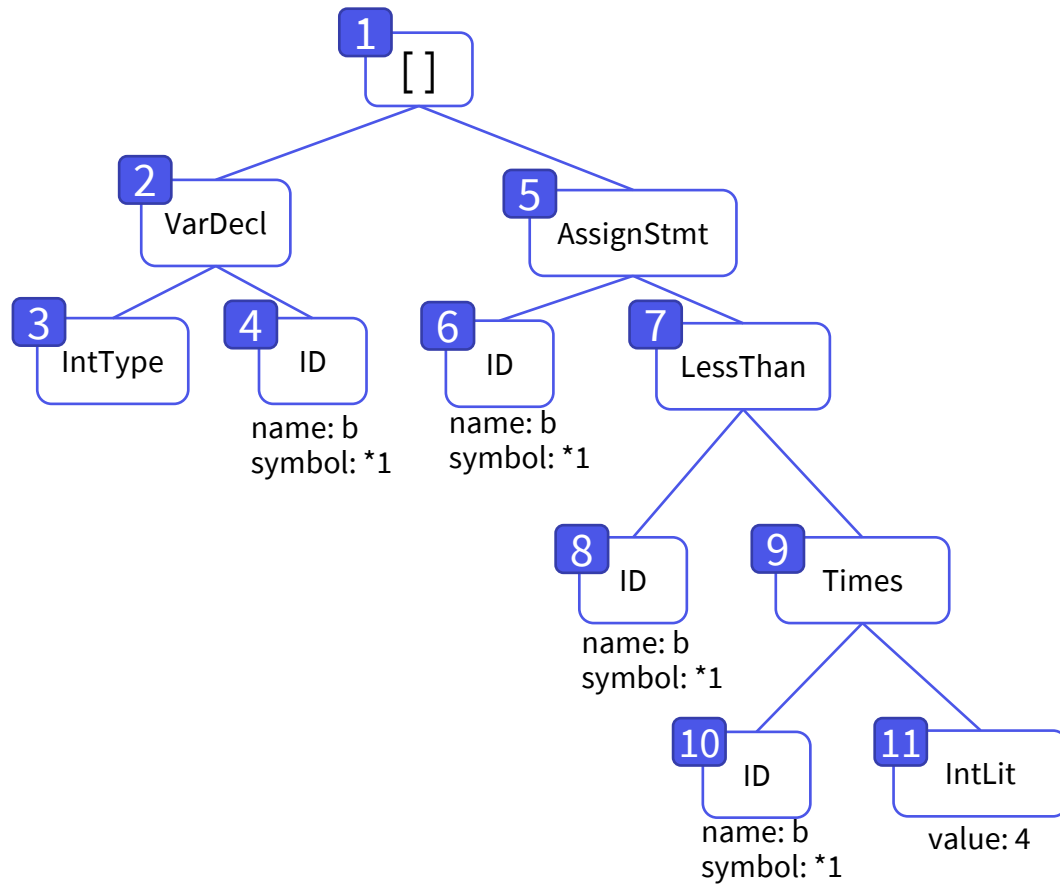 1
[ ]
2
VarDecl
5
AssignStmt
3
IntType
4
ID
name: b
symbol: *1
6
ID
name: b
symbol: *1
7
LessThan
8
ID
name: b
symbol: *1
9
Times
10
ID
name: b
symbol: *1
11
IntLit
value: 4